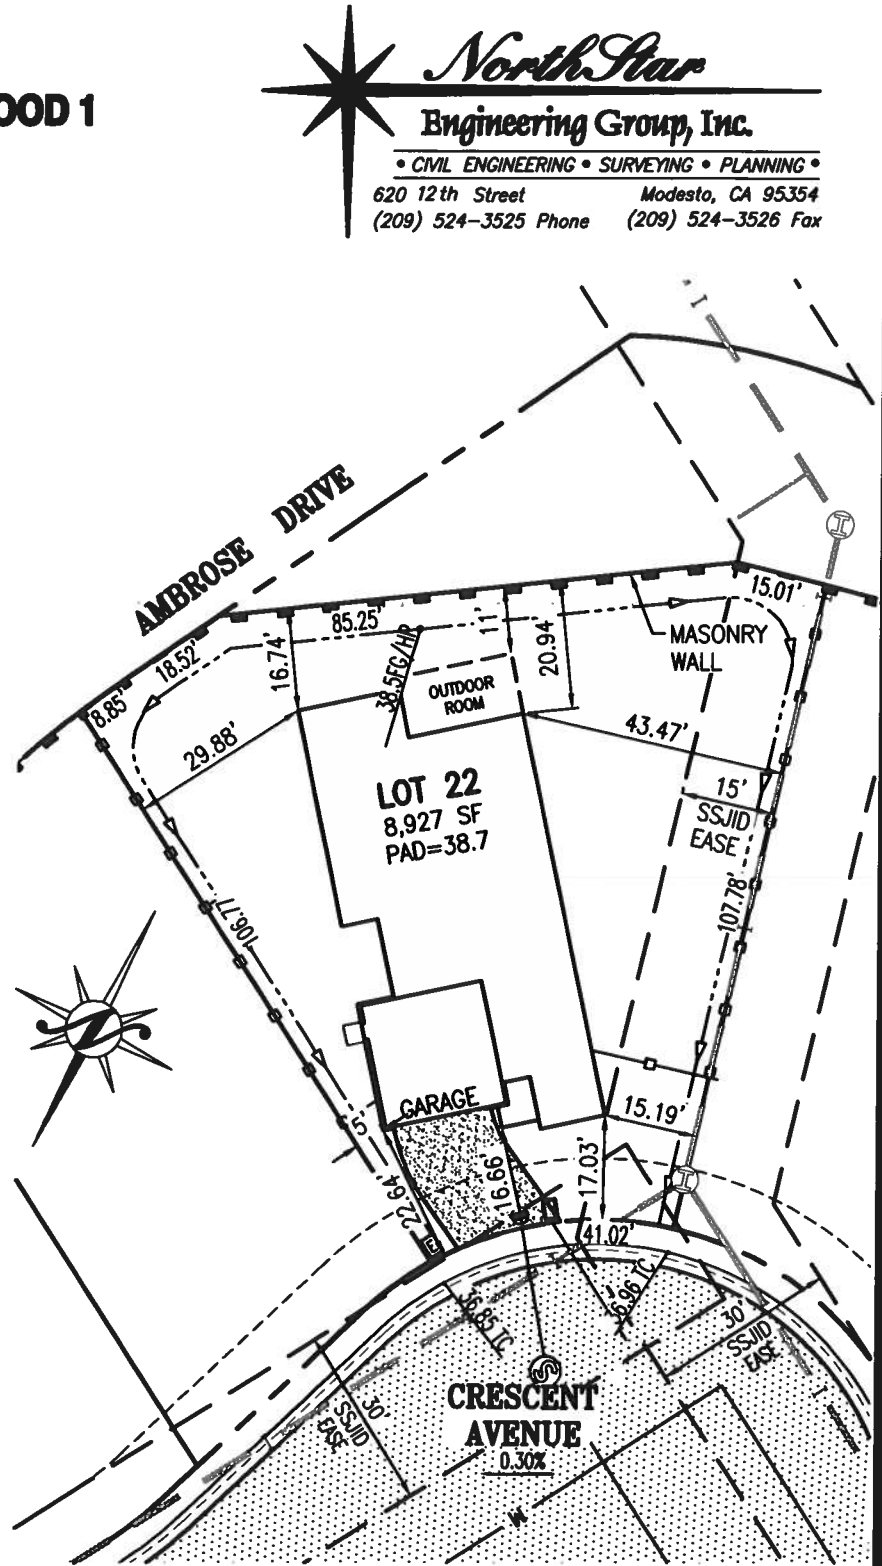 OOD 1
NorthStar
Engineering Group, Inc.
• CIVIL ENGINEERING • SURVEYING • PLANNING •
620 12th Street Modesto, CA 95354
(209) 524-3525 Phone (209) 524-3526 Fax
I
AMBROSE DRIVE
I
15.01'
85.25'
11'
MASONRY
WALL
18.52'
16.74'
20.94
38.5FG/HP
OUTDOOR
ROOM
8.85'
29.88'
43.47'
LOT 22
8,927 SF
PAD=38.7
15'
SSJID
EASE
106.77
107.78'
GARAGE
15.19'
5'
16.66'
17.03'
22.64'
I
E
41.02'
36.85 TC
36.96 TC
30'
SSJID
EASE
S
CRESCENT
AVENUE
0.30%
30'
SSJID
EASE
I
W